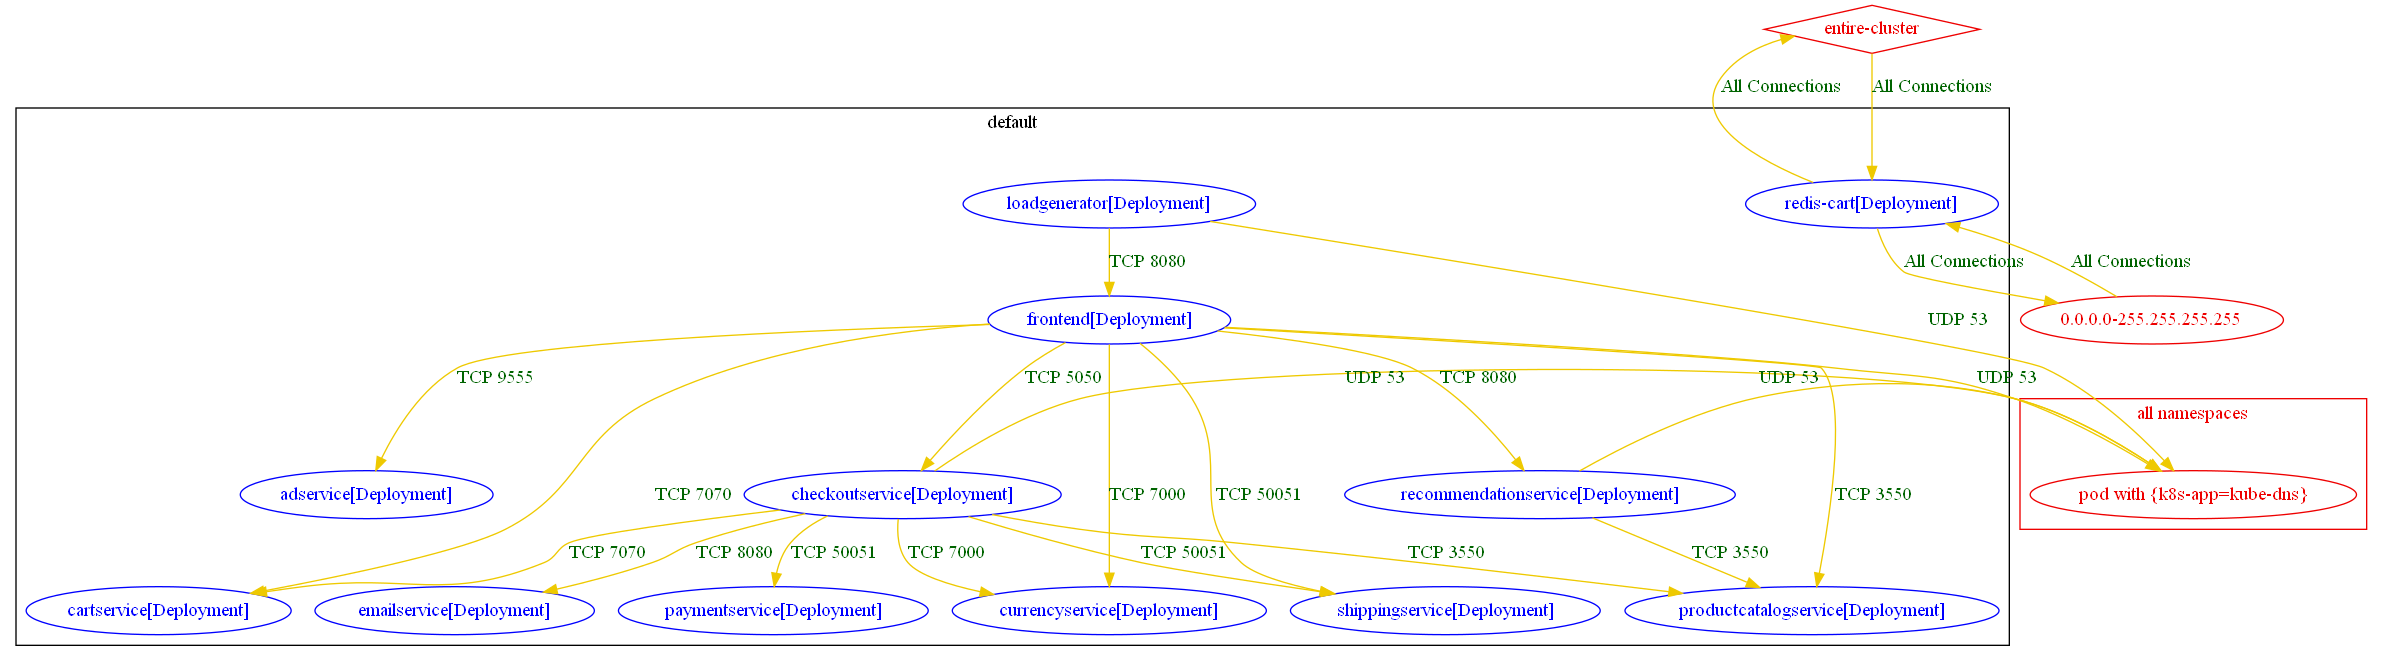 entire-cluster
All Connections
All Connections
default
loadgenerator[Deployment]
redis-cart[Deployment]
TCP 8080
All Connections
All Connections
frontend[Deployment]
UDP 53
0.0.0.0-255.255.255.255
TCP 9555
TCP 5050
UDP 53
TCP 8080
UDP 53
UDP 53
all namespaces
adservice[Deployment]
TCP 7070
checkoutservice[Deployment]
TCP 7000
TCP 50051
recommendationservice[Deployment]
TCP 3550
pod with {k8s-app=kube-dns}
TCP 7070
TCP 8080
TCP 50051
TCP 7000
TCP 50051
TCP 3550
TCP 3550
cartservice[Deployment]
emailservice[Deployment]
paymentservice[Deployment]
currencyservice[Deployment]
shippingservice[Deployment]
productcatalogservice[Deployment]